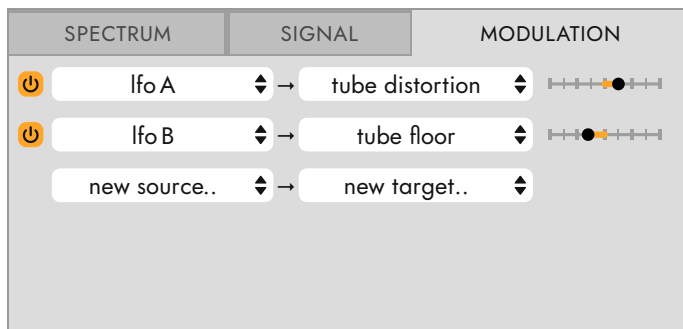 SPECTRUM SIGNAL MODULATION
lfo A → tube distortion
lfo B → tube floor
new source.. → new target..